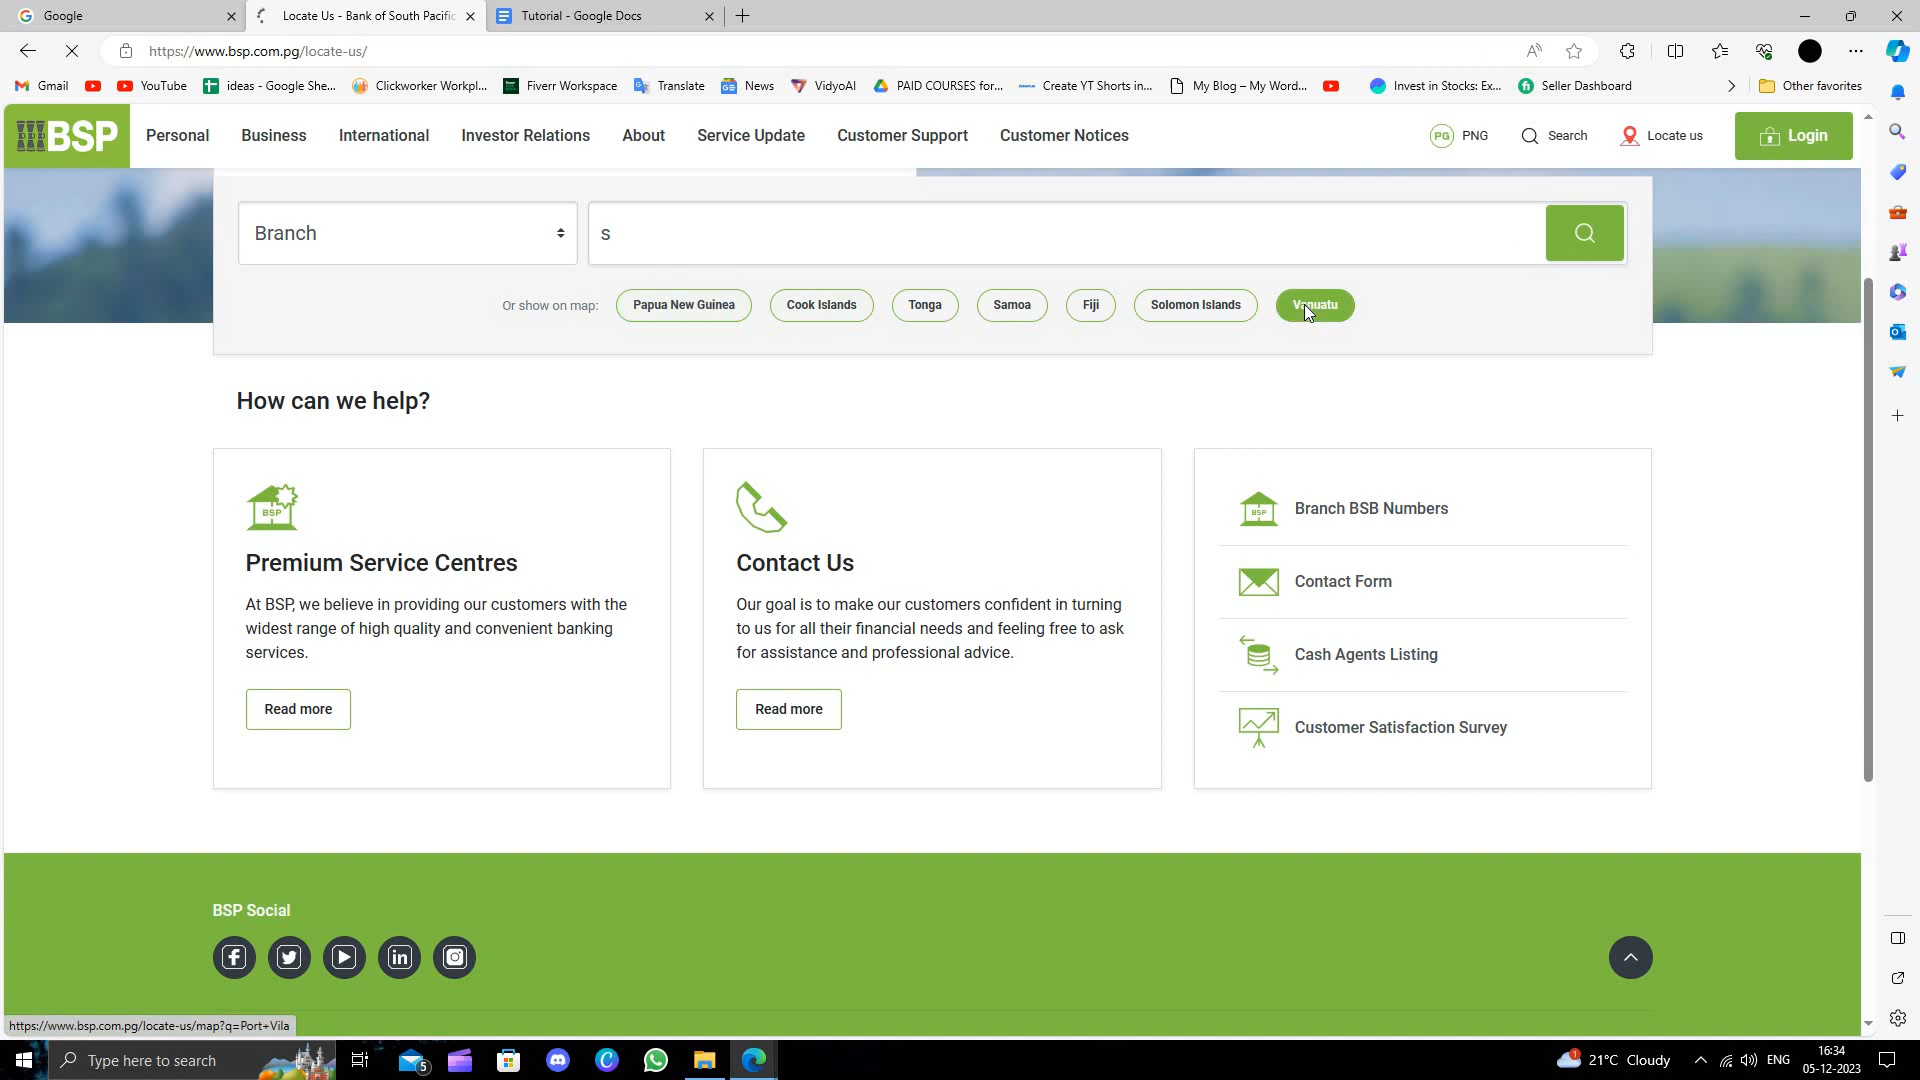 Google
Locate Us - Bank of South Pacific
Tutorial - Google Docs
https://www.bsp.com.pg/locate-us/
Gmail
YouTube
ideas - Google She...
Clickworker Workpl...
Fiverr Workspace
Translate
News
VidyoAI
PAID COURSES for...
Create YT Shorts in...
My Blog – My Word...
Invest in Stocks: Ex...
Seller Dashboard
Other favorites
BSP
Personal
Business
International
Investor Relations
About
Service Update
Customer Support
Customer Notices
PG PNG
Search
Locate us
Login
Branch
s
Or show on map:
Papua New Guinea
Cook Islands
Tonga
Samoa
Fiji
Solomon Islands
Vanuatu
How can we help?
BSP
Premium Service Centres
At BSP, we believe in providing our customers with the
widest range of high quality and convenient banking
services.
Read more
Contact Us
Our goal is to make our customers confident in turning
to us for all their financial needs and feeling free to ask
for assistance and professional advice.
Read more
BSP
Branch BSB Numbers
Contact Form
Cash Agents Listing
Customer Satisfaction Survey
BSP Social
https://www.bsp.com.pg/locate-us/map?q=Port+Vila
Type here to search
5
1
21°C Cloudy
ENG
16:34
05-12-2023